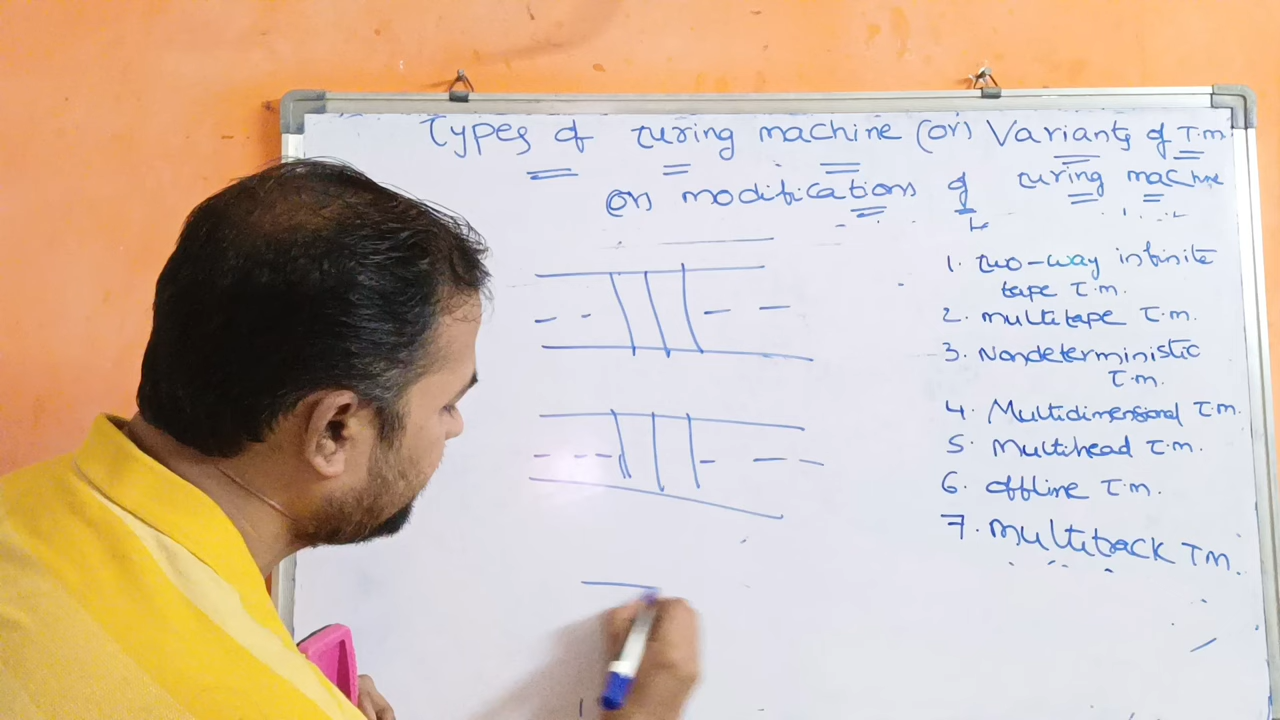 Types of Turing machine (or) Variants of T.m.
(or) modifications of Turing machine
1. Two-way infinite
tape T.m.
2. multitape T.m.
3. Nondeterministic
T.m.
4. Multidimensional T.m.
5. Multihead T.m.
6. offline T.m.
7. multitrack T.m.